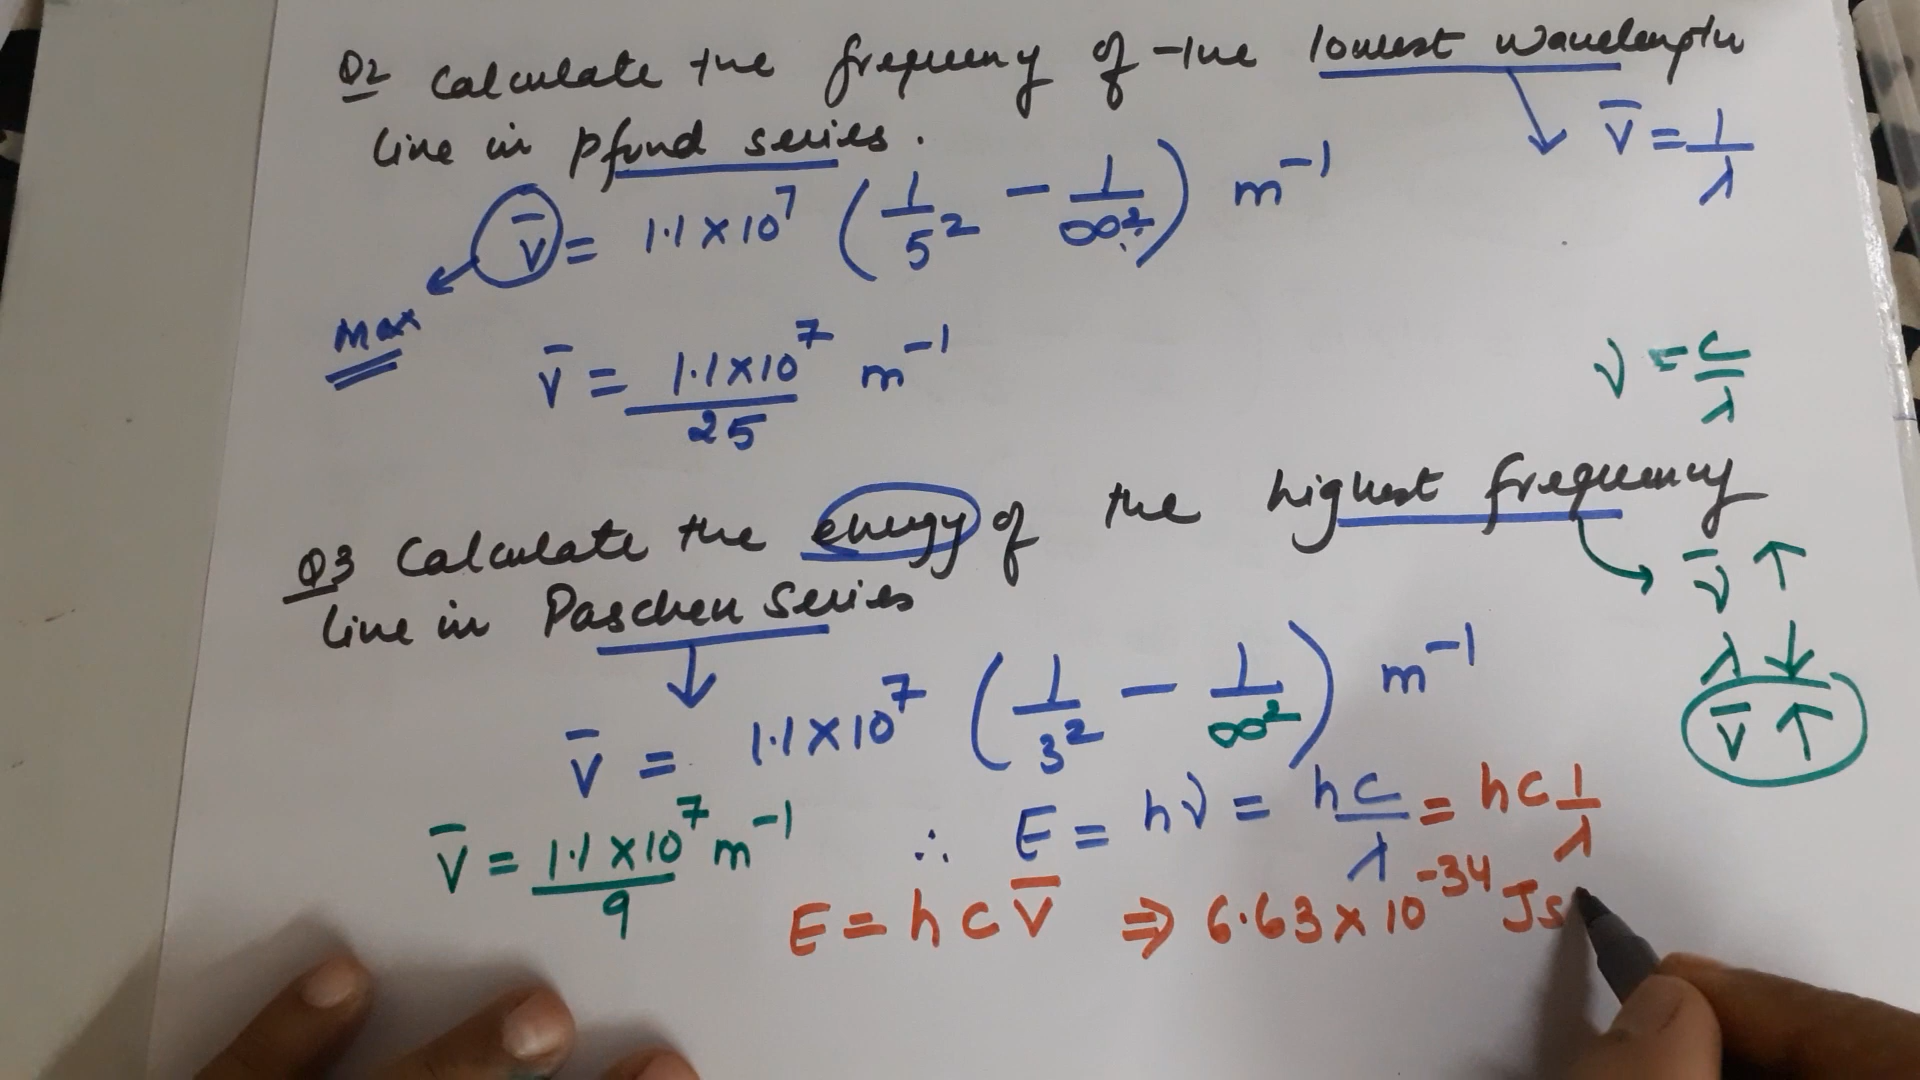 Q2 Calculate the frequency of the lowest wavelength
line in Pfund series.
ν̅ = 1/λ
ν̅ = 1.1×10⁷ (1/5² - 1/∞²) m⁻¹
Max
ν̅ = 1.1×10⁷/25 m⁻¹
ν = c/λ
Q3 Calculate the energy of the highest frequency
line in Paschen Series
ν̅ ↑
λ ↓
ν̅ ↑
ν̅ = 1.1×10⁷ (1/3² - 1/∞²) m⁻¹
ν̅ = 1.1×10⁷/9 m⁻¹
∴ E = hν = hc/λ = hc 1/λ
E = hcν̅ ⇒ 6.63×10⁻³⁴ Js